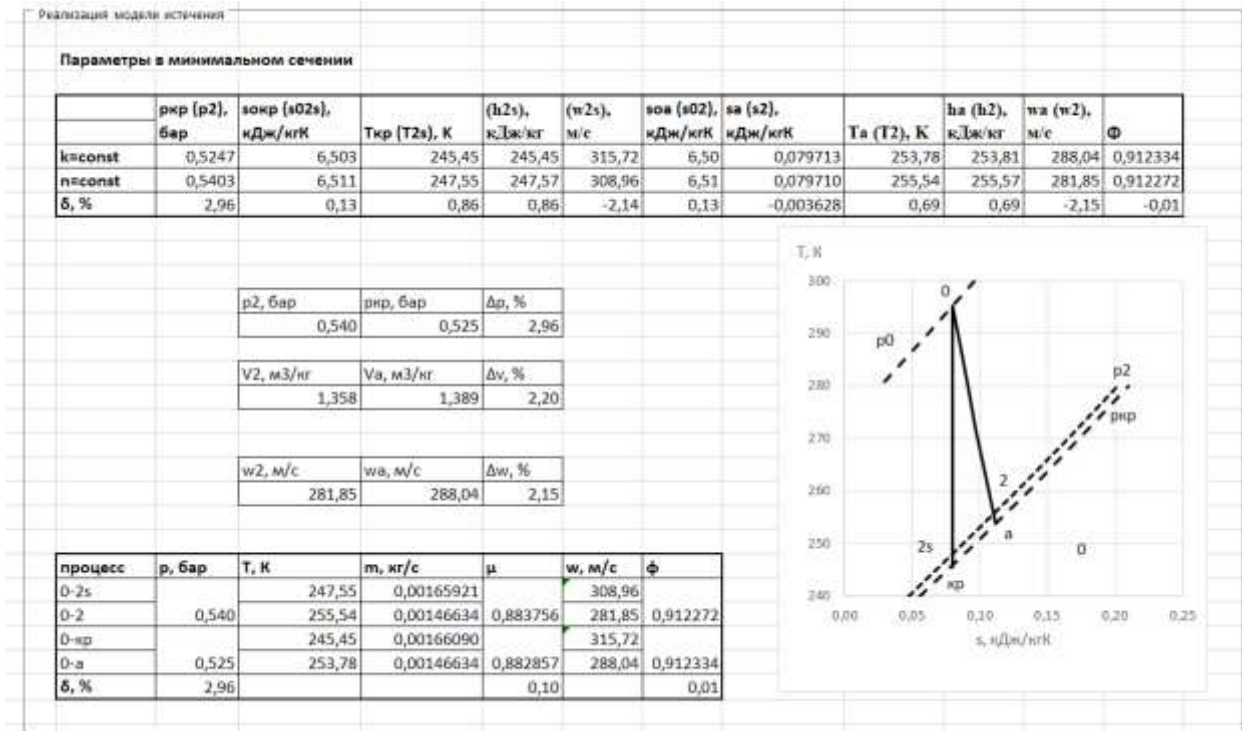 Реализация модели истечения
Параметры в минимальном сечении
pкр (p2), бар sокр (s02s), кДж/кгК Ткр (T2s), К (h2s), кДж/кг (w2s), м/с sоа (s02), кДж/кгК sа (s2), кДж/кгК Та (T2), К hа (h2), кДж/кг wа (w2), м/с Ф
k=const 0,5247 6,503 245,45 245,45 315,72 6,50 0,079713 253,78 253,81 288,04 0,912334
n=const 0,5403 6,511 247,55 247,57 308,96 6,51 0,079710 255,54 255,57 281,85 0,912272
δ, % 2,96 0,13 0,86 0,86 -2,14 0,13 -0,003628 0,69 0,69 -2,15 -0,01
p2, бар pкр, бар Δp, %
0,540 0,525 2,96
V2, м3/кг Va, м3/кг Δv, %
1,358 1,389 2,20
w2, м/с wа, м/с Δw, %
281,85 288,04 2,15
процесс p, бар T, К m, кг/с μ w, м/с ф
0-2s 247,55 0,00165921 308,96
0-2 0,540 255,54 0,00146634 0,883756 281,85 0,912272
0-кр 245,45 0,00166090 315,72
0-а 0,525 253,78 0,00146634 0,882857 288,04 0,912334
δ, % 2,96 0,10 0,01
T, К
300
290
280
270
260
250
240
0
p0
p2
pкр
2
а
2s
0
кр
0,00 0,05 0,10 0,15 0,20 0,25
s, кДж/кгК